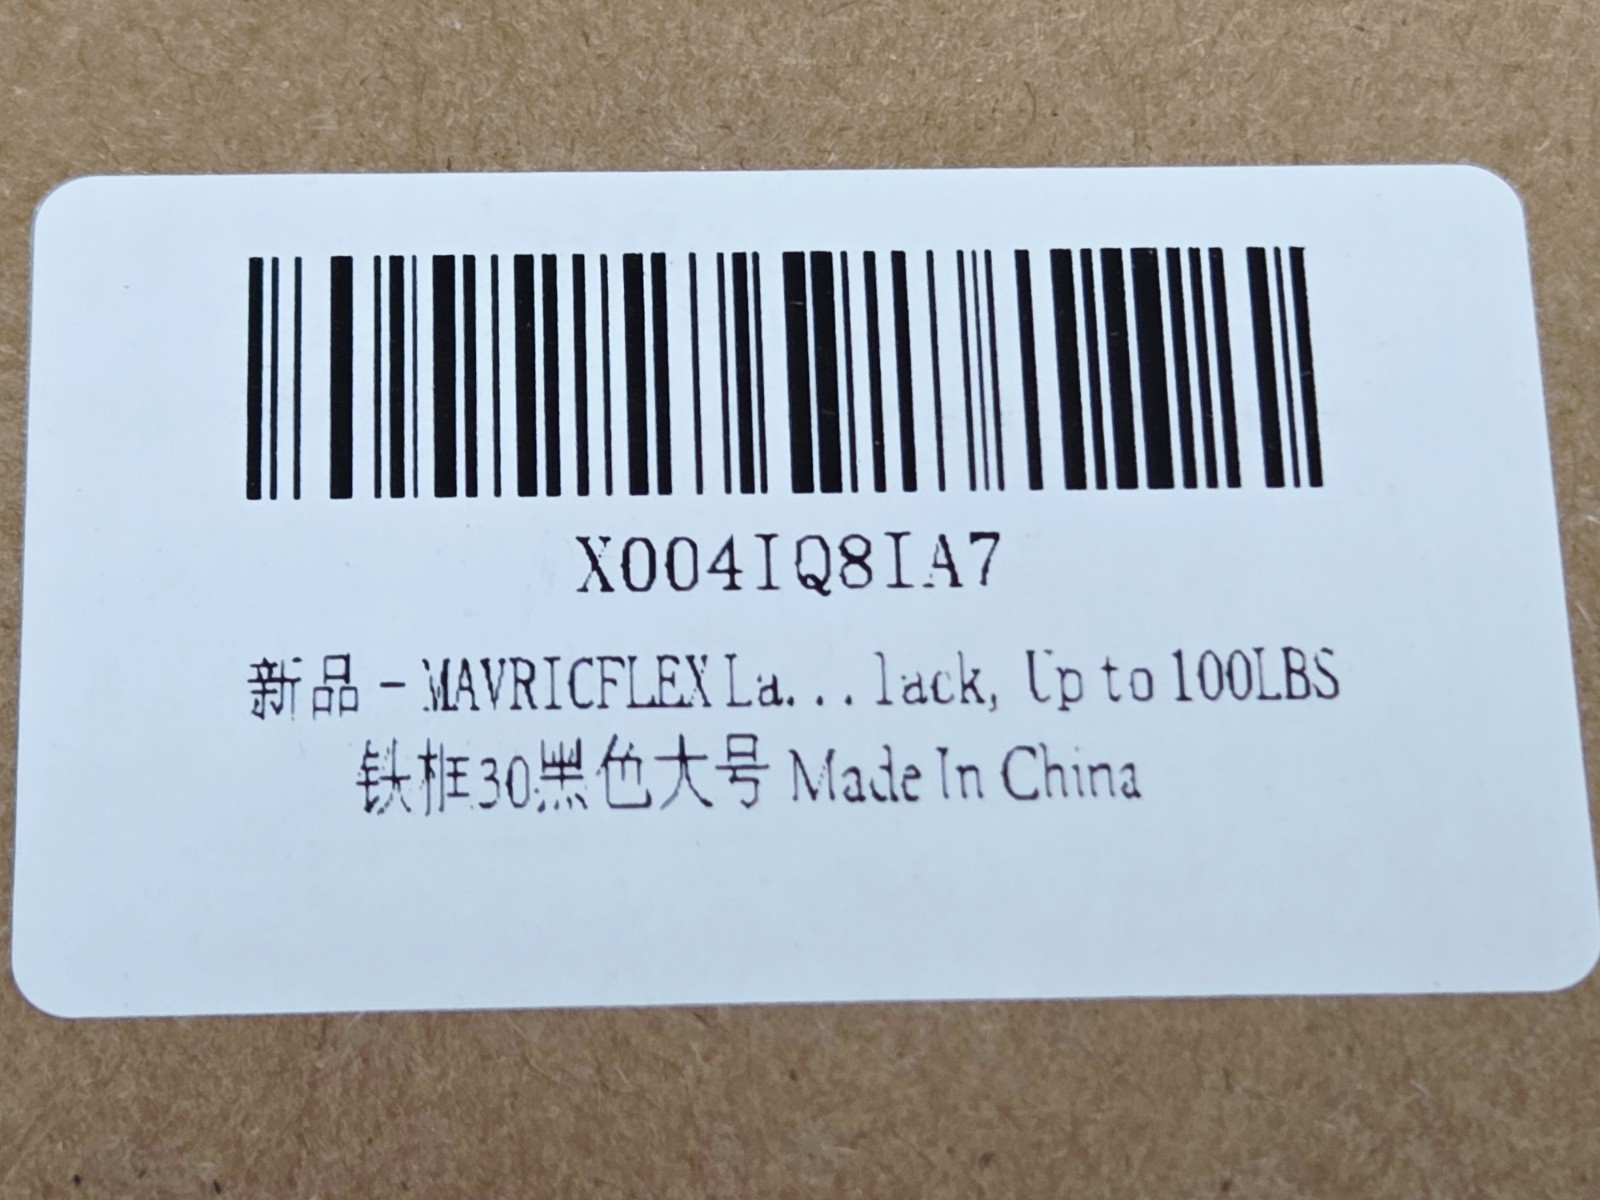 X004IQ8IA7
新品 - MAVRICFLEX La... lack, Up to 100LBS
铁框30黑色大号 Made In China